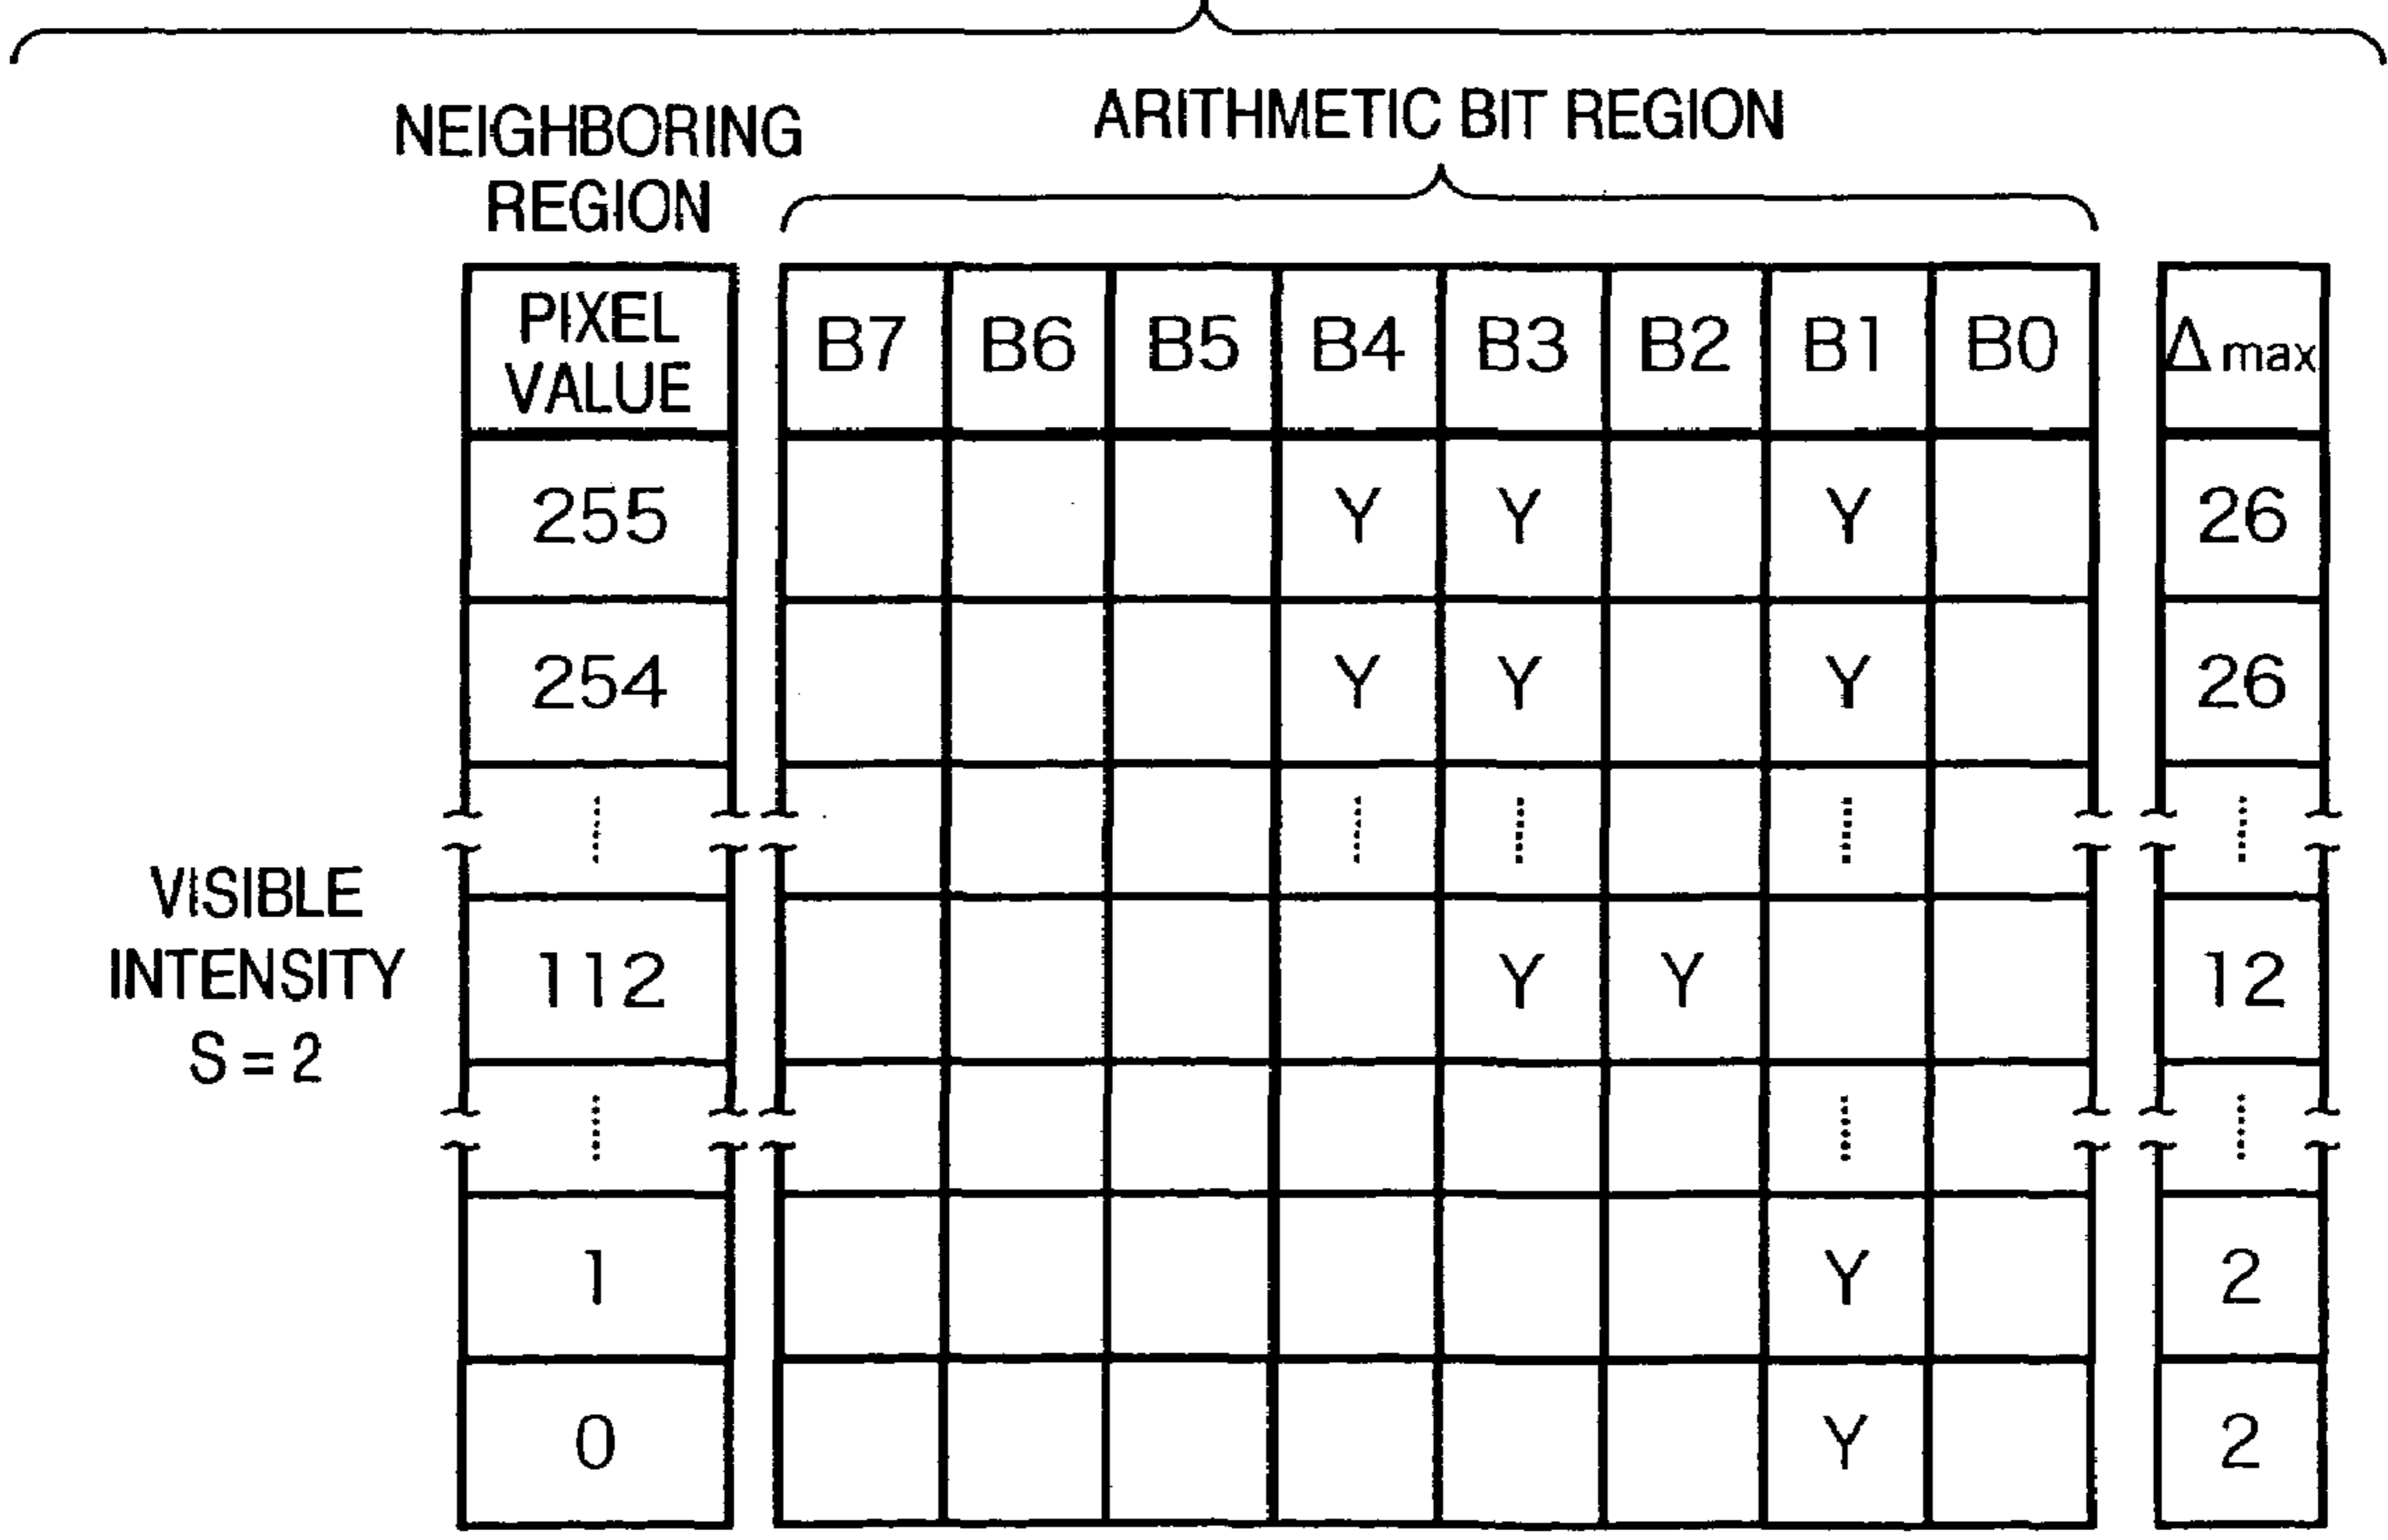 NEIGHBORING
REGION
ARITHMETIC BIT REGION
PIXEL
VALUE
B7 B6 B5 B4 B3 B2 B1 B0 Δmax
255 Y Y Y 26
254 Y Y Y 26
VISIBLE
INTENSITY
S = 2
112 Y Y 12
1 Y 2
0 Y 2